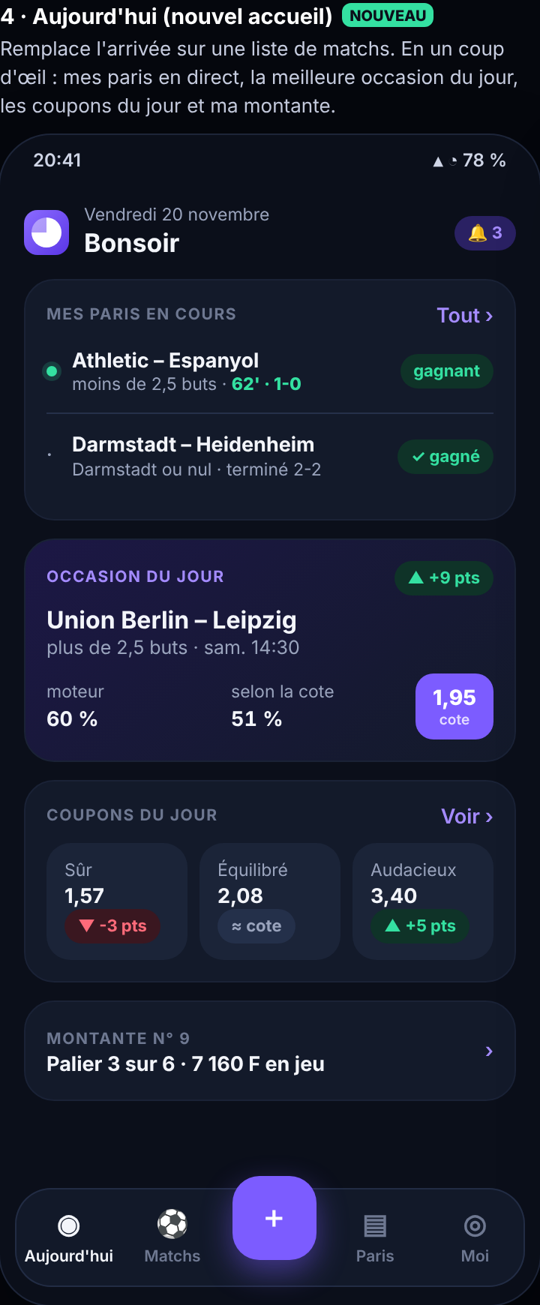 4 · Aujourd'hui (nouvel accueil) NOUVEAU
Remplace l'arrivée sur une liste de matchs. En un coup
d'œil : mes paris en direct, la meilleure occasion du jour,
les coupons du jour et ma montante.
20:41
78 %
Vendredi 20 novembre
Bonsoir
🔔 3
MES PARIS EN COURS
Tout ›
Athletic – Espanyol
moins de 2,5 buts · 62' · 1-0
gagnant
Darmstadt – Heidenheim
Darmstadt ou nul · terminé 2-2
✓ gagné
OCCASION DU JOUR
▲ +9 pts
Union Berlin – Leipzig
plus de 2,5 buts · sam. 14:30
moteur
60 %
selon la cote
51 %
1,95
cote
COUPONS DU JOUR
Voir ›
Sûr
1,57
▼ -3 pts
Équilibré
2,08
≈ cote
Audacieux
3,40
▲ +5 pts
MONTANTE N° 9
Palier 3 sur 6 · 7 160 F en jeu
›
+
Aujourd'hui
Matchs
Paris
Moi